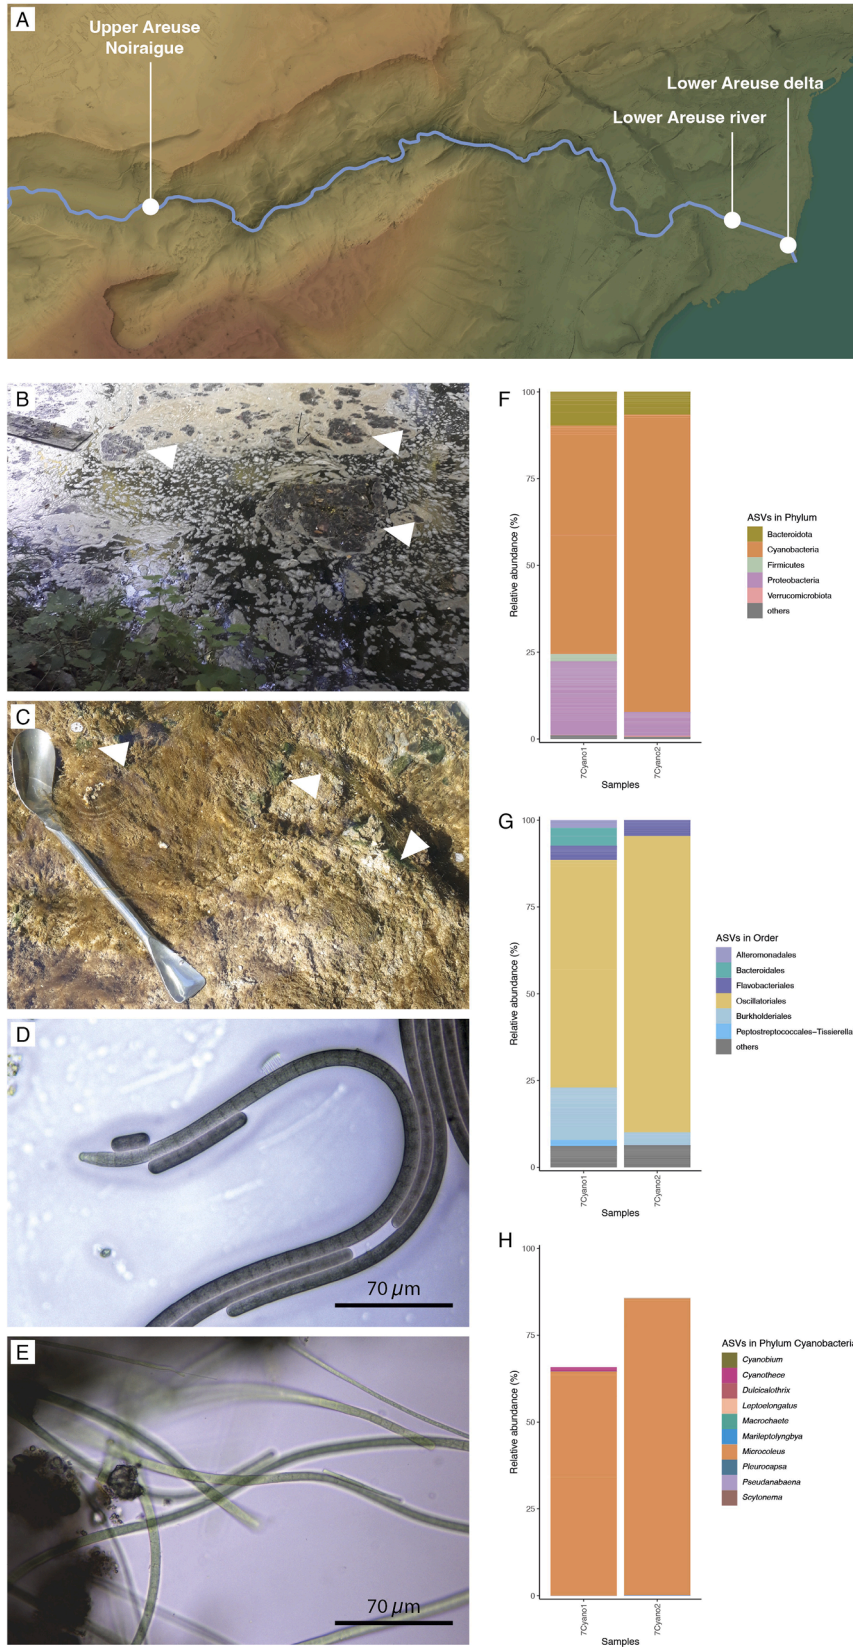 A
Upper Areuse
Noiraigue
Lower Areuse delta
Lower Areuse river
B
C
D
70 µm
E
70 µm
F
100
75
50
25
0
Relative abundance (%)
7Cyano1
7Cyano2
Samples
ASVs in Phylum
Bacteroidota
Cyanobacteria
Firmicutes
Proteobacteria
Verrucomicrobiota
others
G
100
75
50
25
0
Relative abundance (%)
7Cyano1
7Cyano2
Samples
ASVs in Order
Alteromonadales
Bacteroidales
Flavobacteriales
Oscillatoriales
Burkholderiales
Peptostreptococcales-Tissierella
others
H
100
75
50
25
0
Relative abundance (%)
7Cyano1
7Cyano2
Samples
ASVs in Phylum Cyanobacteria
Cyanobium
Cyanothece
Dulcicalothrix
Leptoelongatus
Macrochaete
Marileptolyngbya
Microcoleus
Pleurocapsa
Pseudanabaena
Scytonema